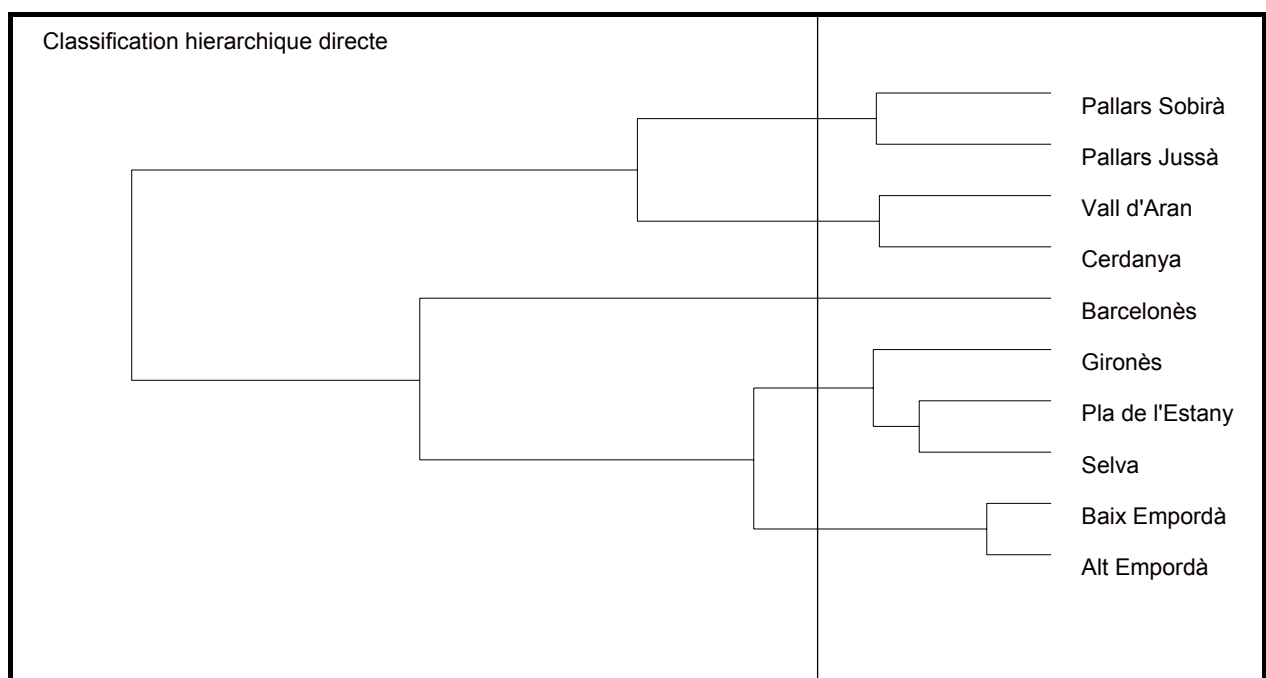 Classification hierarchique directe
Pallars Sobirà
Pallars Jussà
Vall d'Aran
Cerdanya
Barcelonès
Gironès
Pla de l'Estany
Selva
Baix Empordà
Alt Empordà